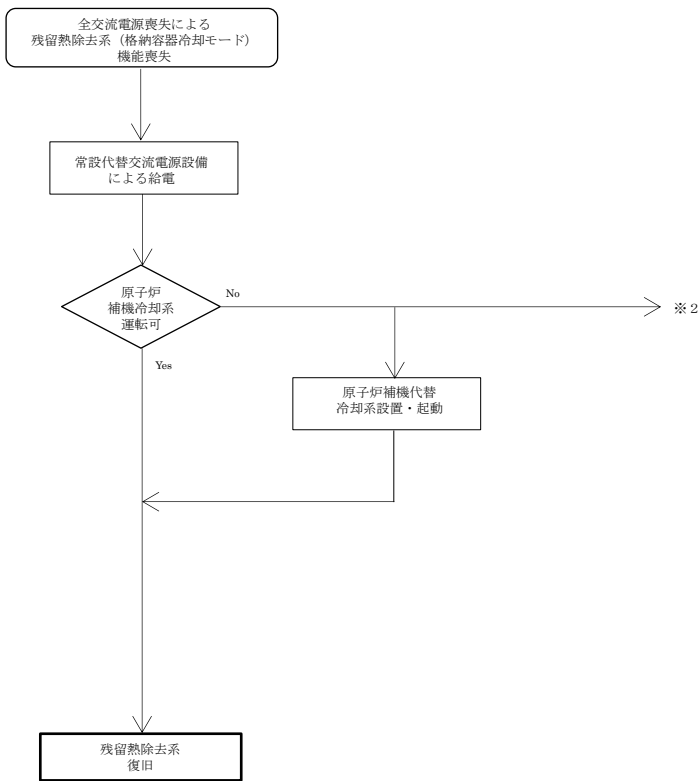 全交流電源喪失による
残留熱除去系（格納容器冷却モード）
機能喪失
常設代替交流電源設備
による給電
原子炉
補機冷却系
運転可
No
※２
Yes
原子炉補機代替
冷却系設置・起動
残留熱除去系
復旧